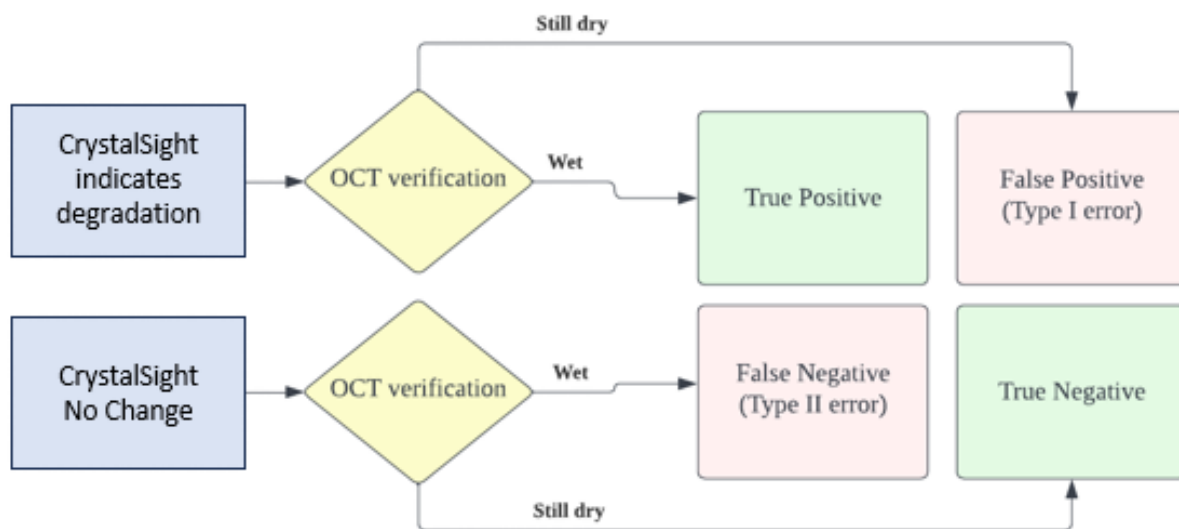 Still dry
CrystalSight
indicates
degradation
OCT verification
Wet
True Positive
False Positive
(Type I error)
CrystalSight
No Change
OCT verification
Wet
False Negative
(Type II error)
True Negative
Still dry